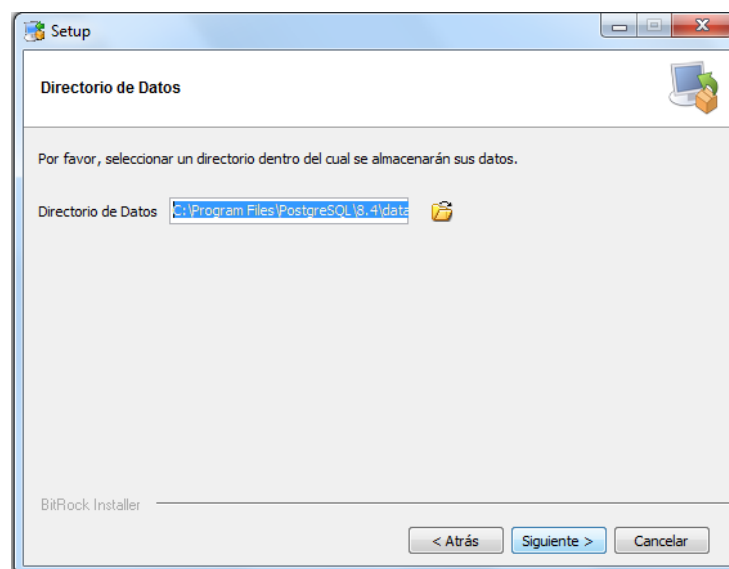 Setup
Directorio de Datos
Por favor, seleccionar un directorio dentro del cual se almacenarán sus datos.
Directorio de Datos C:\Program Files\PostgreSQL\8.4\data
BitRock Installer
< Atrás Siguiente > Cancelar